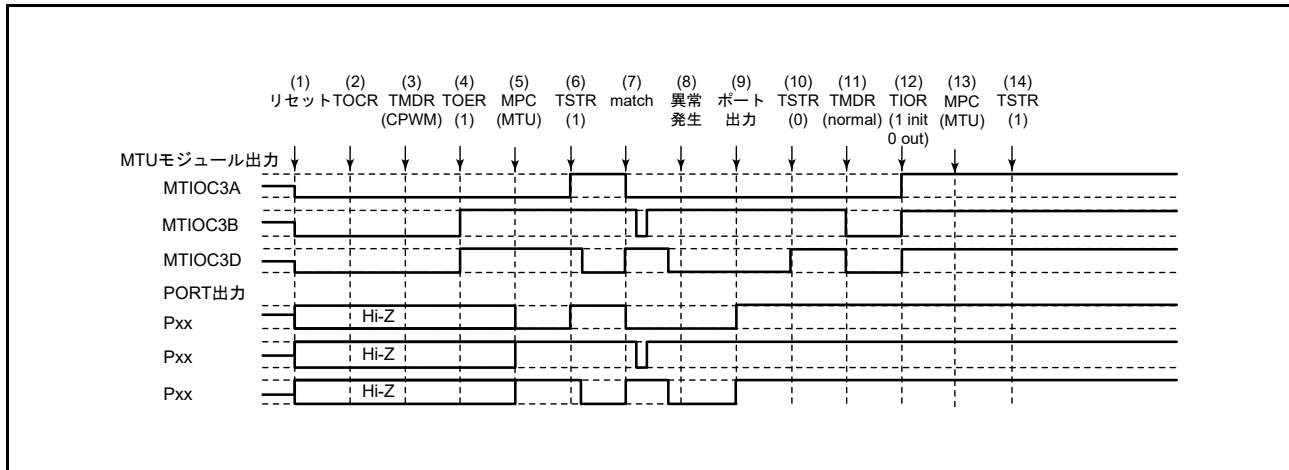 (1) (2) (3) (4) (5) (6) (7) (8) (9) (10) (11) (12) (13) (14)
リセット TOCR TMDR TOER MPC TSTR match 異常 ポート TSTR TMDR TIOR MPC TSTR
(CPWM) (1) (MTU) (1) 発生 出力 (0) (normal) (1 init (MTU) (1)
0 out)
MTUモジュール出力
MTIOC3A
MTIOC3B
MTIOC3D
PORT出力
Pxx Hi-Z
Pxx Hi-Z
Pxx Hi-Z